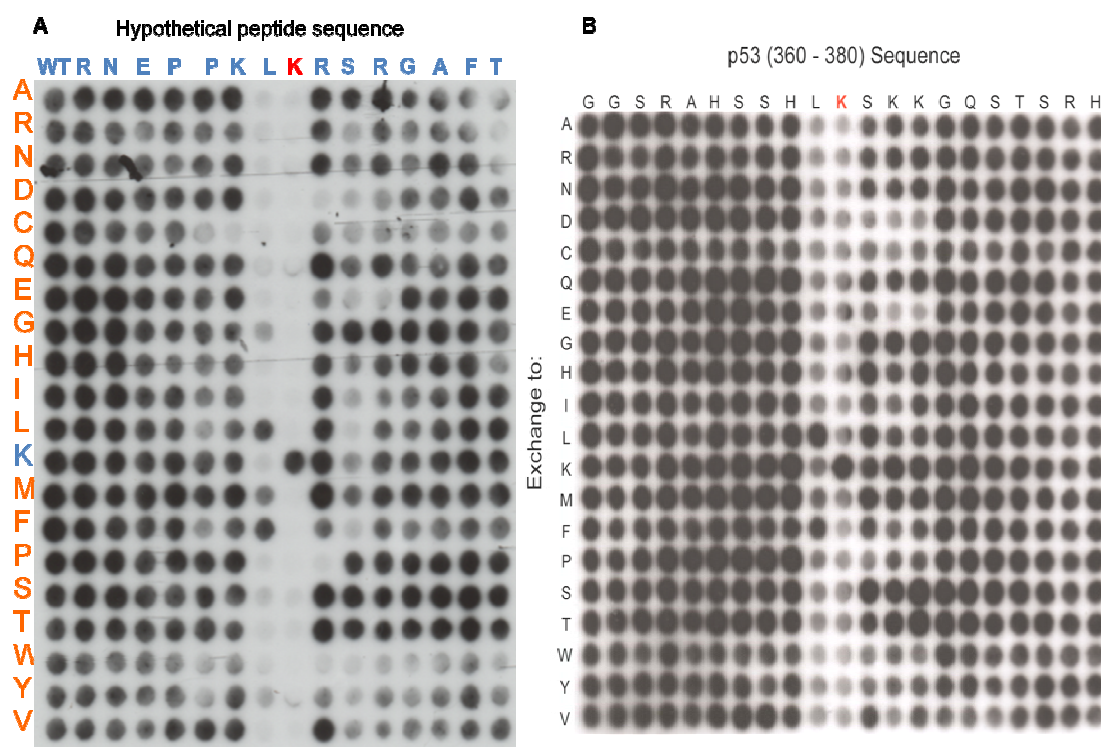 A
Hypothetical peptide sequence
WT R N E P P K L K R S R G A F T
A
R
N
D
C
Q
E
G
H
I
L
K
M
F
P
S
T
W
Y
V
B
p53 (360 - 380) Sequence
G G S R A H S S H L K S K K G Q S T S R H
Exchange to:
A
R
N
D
C
Q
E
G
H
I
L
K
M
F
P
S
T
W
Y
V